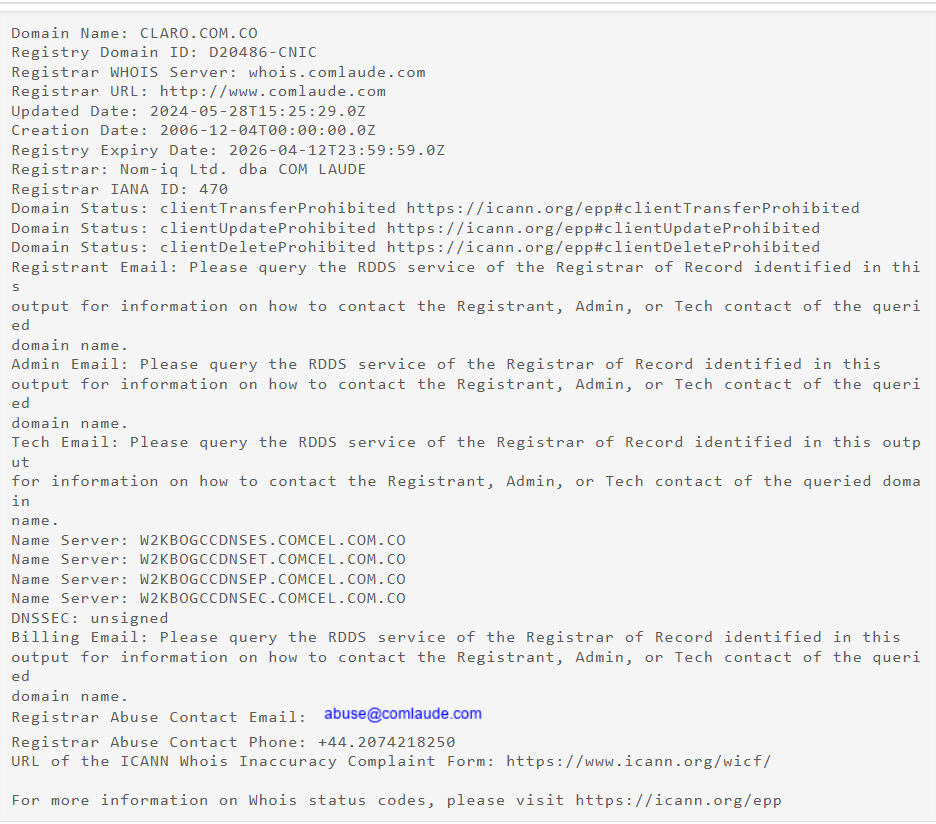 Domain Name: CLARO.COM.CO
Registry Domain ID: D20486-CNIC
Registrar WHOIS Server: whois.comlaude.com
Registrar URL: http://www.comlaude.com
Updated Date: 2024-05-28T15:25:29.0Z
Creation Date: 2006-12-04T00:00:00.0Z
Registry Expiry Date: 2026-04-12T23:59:59.0Z
Registrar: Nom-iq Ltd. dba COM LAUDE
Registrar IANA ID: 470
Domain Status: clientTransferProhibited https://icann.org/epp#clientTransferProhibited
Domain Status: clientUpdateProhibited https://icann.org/epp#clientUpdateProhibited
Domain Status: clientDeleteProhibited https://icann.org/epp#clientDeleteProhibited
Registrant Email: Please query the RDDS service of the Registrar of Record identified in thi
s
output for information on how to contact the Registrant, Admin, or Tech contact of the queri
ed
domain name.
Admin Email: Please query the RDDS service of the Registrar of Record identified in this
output for information on how to contact the Registrant, Admin, or Tech contact of the queri
ed
domain name.
Tech Email: Please query the RDDS service of the Registrar of Record identified in this outp
ut
for information on how to contact the Registrant, Admin, or Tech contact of the queried doma
in
name.
Name Server: W2KBOGCCDNSES.COMCEL.COM.CO
Name Server: W2KBOGCCDNSET.COMCEL.COM.CO
Name Server: W2KBOGCCDNSEP.COMCEL.COM.CO
Name Server: W2KBOGCCDNSEC.COMCEL.COM.CO
DNSSEC: unsigned
Billing Email: Please query the RDDS service of the Registrar of Record identified in this
output for information on how to contact the Registrant, Admin, or Tech contact of the queri
ed
domain name.
Registrar Abuse Contact Email: abuse@comlaude.com
Registrar Abuse Contact Phone: +44.2074218250
URL of the ICANN Whois Inaccuracy Complaint Form: https://www.icann.org/wicf/
For more information on Whois status codes, please visit https://icann.org/epp